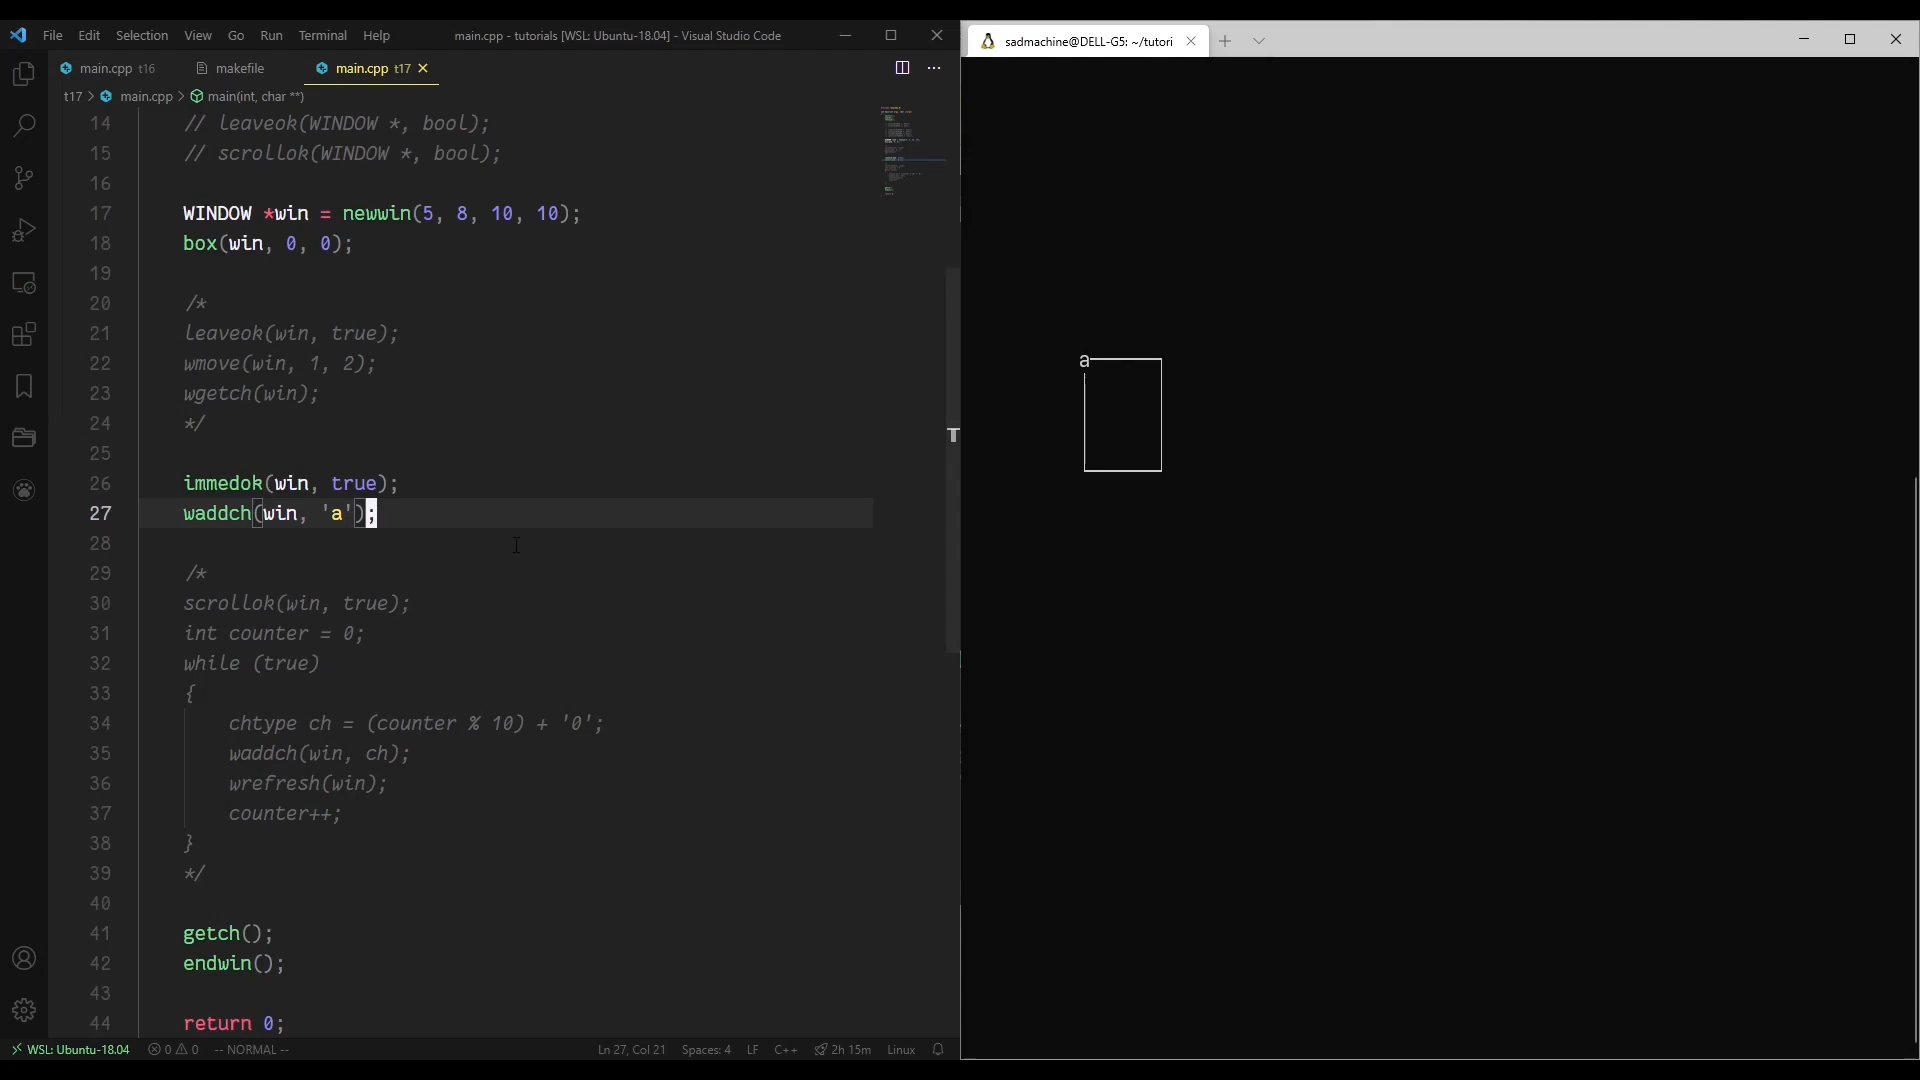 File Edit Selection View Go Run Terminal Help
main.cpp - tutorials [WSL: Ubuntu-18.04] - Visual Studio Code
main.cpp t16
makefile
main.cpp t17
t17 > main.cpp > main(int, char **)
14 // leaveok(WINDOW *, bool);
15 // scrollok(WINDOW *, bool);
16
17 WINDOW *win = newwin(5, 8, 10, 10);
18 box(win, 0, 0);
19
20 /*
21 leaveok(win, true);
22 wmove(win, 1, 2);
23 wgetch(win);
24 */
25
26 immedok(win, true);
27 waddch(win, 'a');
28
29 /*
30 scrollok(win, true);
31 int counter = 0;
32 while (true)
33 {
34 chtype ch = (counter % 10) + '0';
35 waddch(win, ch);
36 wrefresh(win);
37 counter++;
38 }
39 */
40
41 getch();
42 endwin();
43
44 return 0;
WSL: Ubuntu-18.04 0 0 -- NORMAL -- Ln 27, Col 21 Spaces: 4 LF C++ 2h 15m Linux
sadmachine@DELL-G5: ~/tutori
a